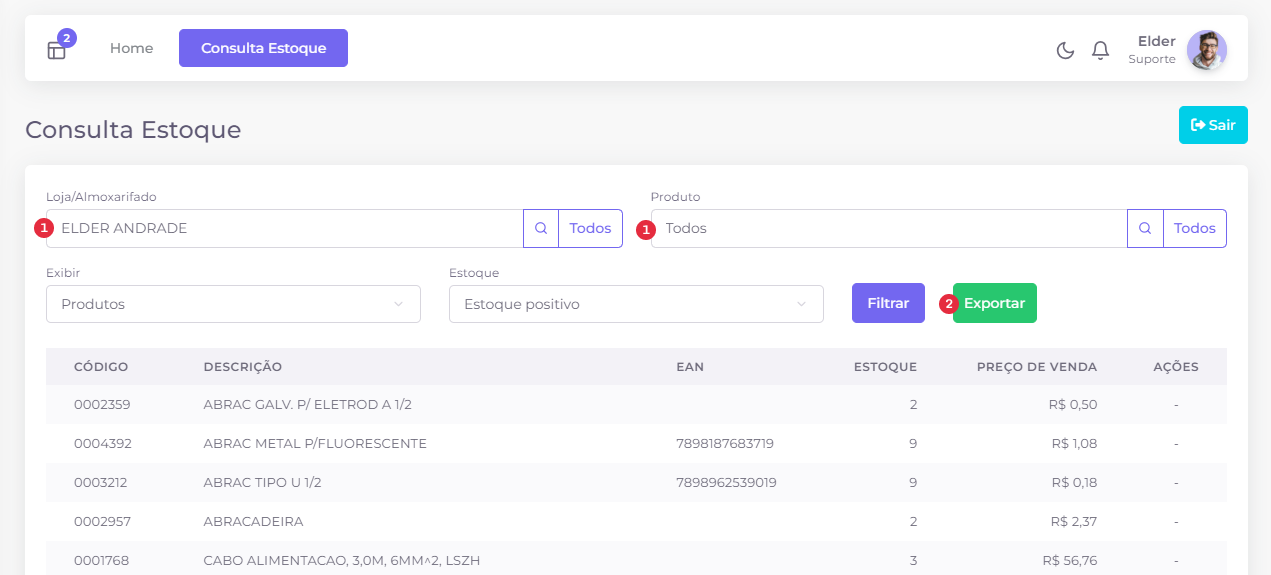 2
Home
Consulta Estoque
Elder
Suporte
Consulta Estoque
Sair
Loja/Almoxarifado
Produto
1 ELDER ANDRADE Todos
1 Todos Todos
Exibir
Estoque
Produtos
Estoque positivo
Filtrar
2 Exportar
CÓDIGO DESCRIÇÃO EAN ESTOQUE PREÇO DE VENDA AÇÕES
0002359 ABRAC GALV. P/ ELETROD A 1/2 2 R$ 0,50 -
0004392 ABRAC METAL P/FLUORESCENTE 7898187683719 9 R$ 1,08 -
0003212 ABRAC TIPO U 1/2 7898962539019 9 R$ 0,18 -
0002957 ABRACADEIRA 2 R$ 2,37 -
0001768 CABO ALIMENTACAO, 3,0M, 6MM^2, LSZH 3 R$ 56,76 -